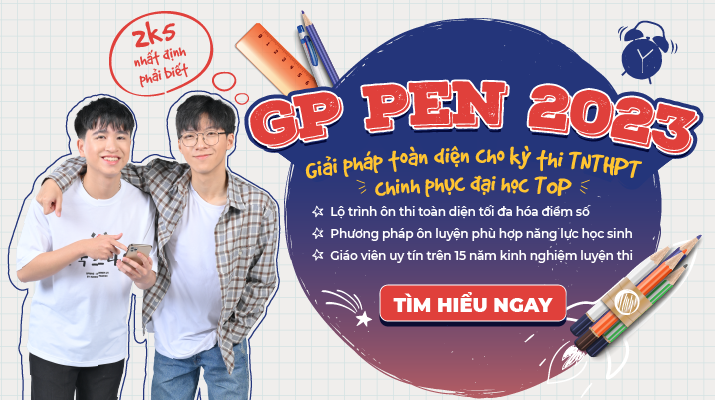 2k5
nhất định
phải biết
GP PEN 2023
Giải pháp toàn diện cho kỳ thi TNTHPT
Chinh phục đại học ToP
Lộ trình ôn thi toàn diện tối đa hóa điểm số
Phương pháp ôn luyện phù hợp năng lực học sinh
Giáo viên uy tín trên 15 năm kinh nghiệm luyện thi
TÌM HIỂU NGAY